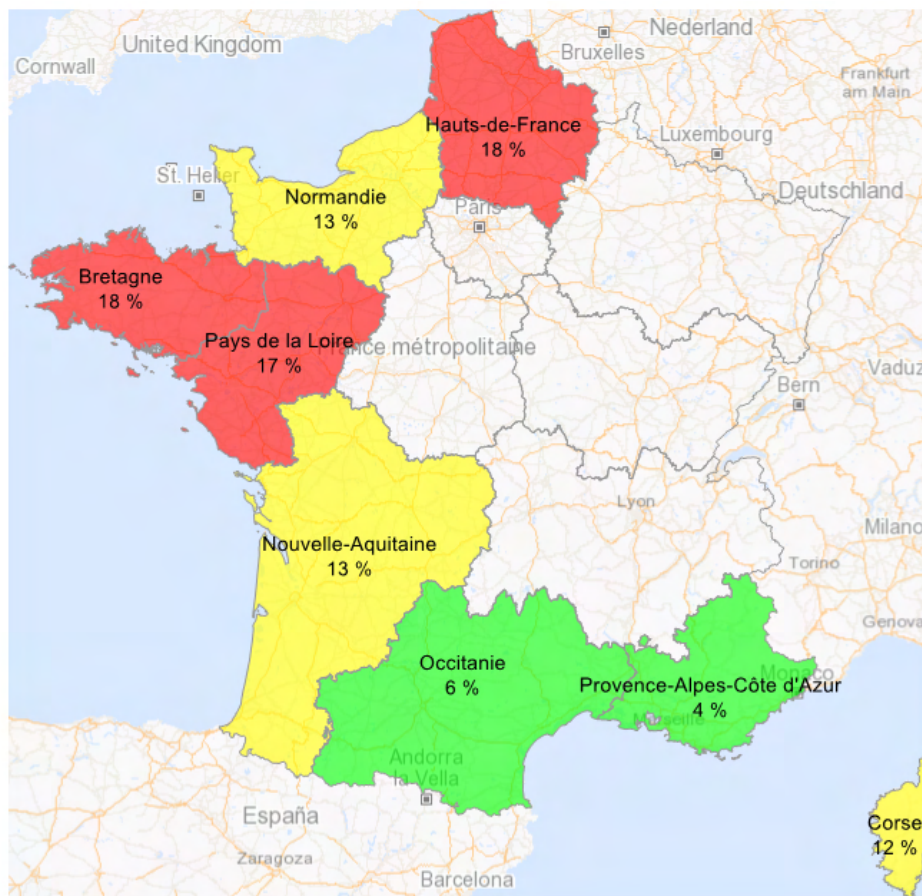 Nederland
United Kingdom
Bruxelles
Cornwall
Frankfurt
am Main
Hauts-de-France
18 %
Luxembourg
St. Helier
Deutschland
Normandie
13 %
Paris
Bretagne
18 %
Pays de la Loire
17 %
France métropolitaine
Vaduz
Bern
Lyon
Milano
Nouvelle-Aquitaine
13 %
Torino
Genova
Occitanie
6 %
Monaco
Provence-Alpes-Côte d'Azur
4 %
Marseille
Andorra
la Vella
España
Corse
12 %
Zaragoza
Barcelona